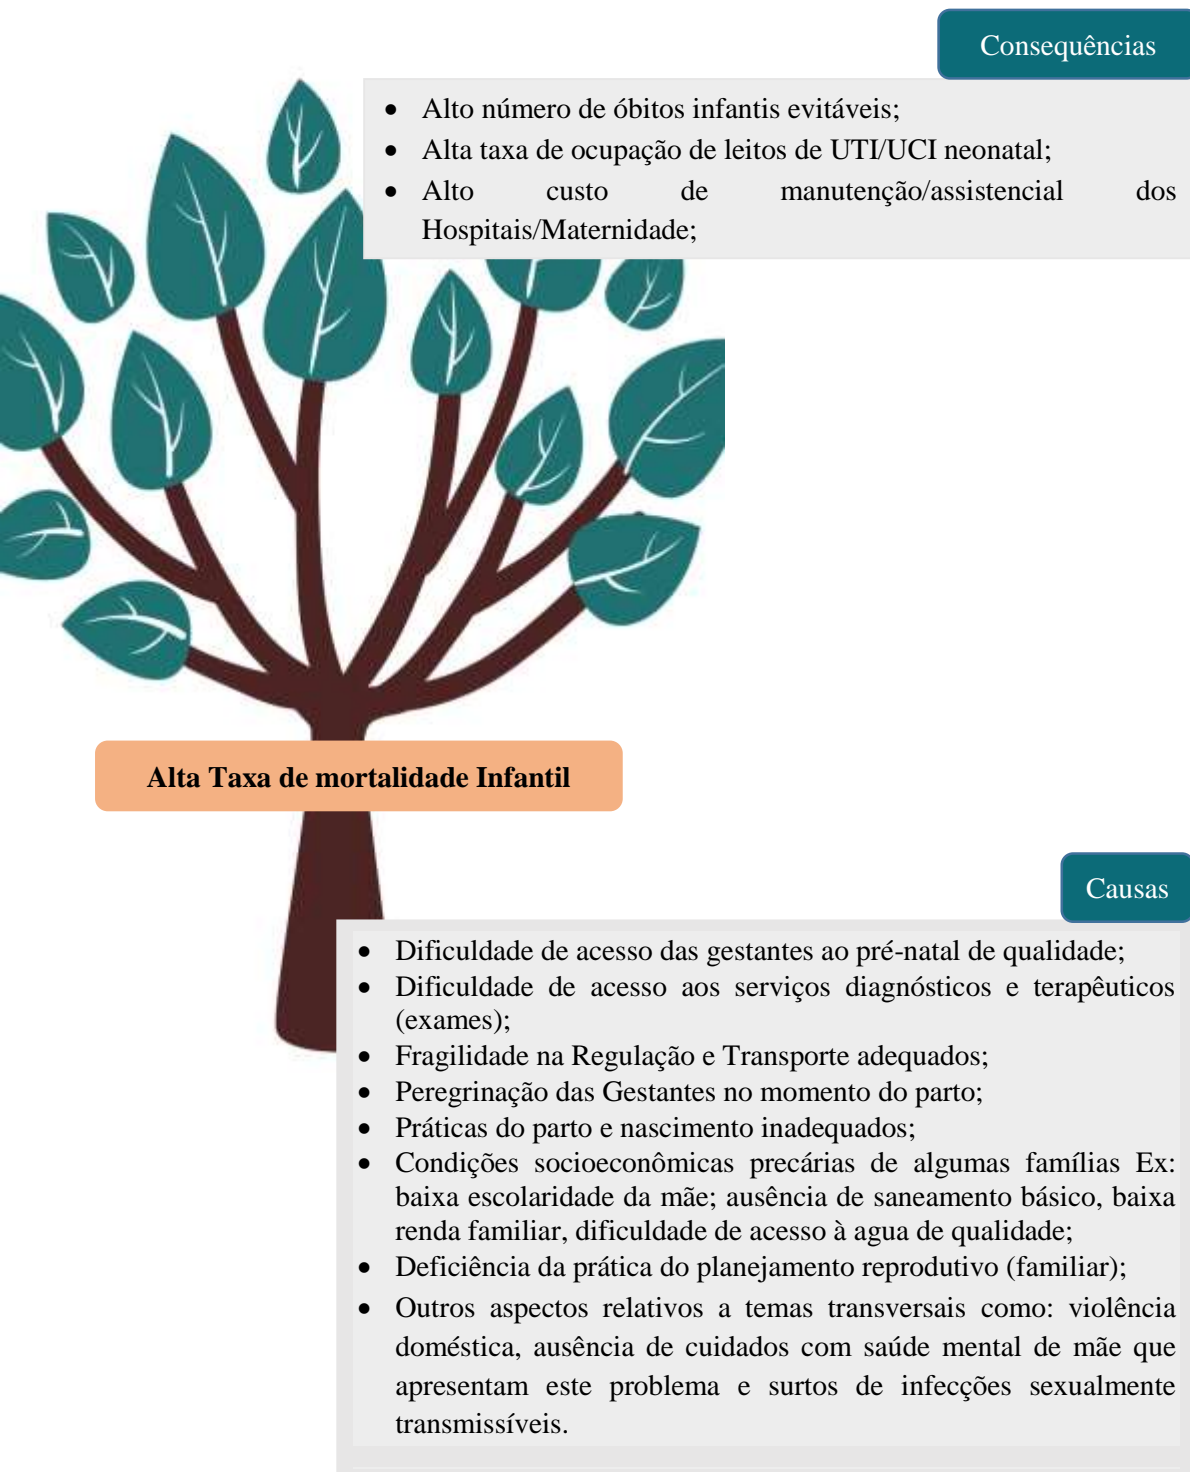 Consequências
• Alto número de óbitos infantis evitáveis;
• Alta taxa de ocupação de leitos de UTI/UCI neonatal;
• Alto custo de manutenção/assistencial dos
Hospitais/Maternidade;
Alta Taxa de mortalidade Infantil
Causas
• Dificuldade de acesso das gestantes ao pré-natal de qualidade;
• Dificuldade de acesso aos serviços diagnósticos e terapêuticos
(exames);
• Fragilidade na Regulação e Transporte adequados;
• Peregrinação das Gestantes no momento do parto;
• Práticas do parto e nascimento inadequados;
• Condições socioeconômicas precárias de algumas famílias Ex:
baixa escolaridade da mãe; ausência de saneamento básico, baixa
renda familiar, dificuldade de acesso à agua de qualidade;
• Deficiência da prática do planejamento reprodutivo (familiar);
• Outros aspectos relativos a temas transversais como: violência
doméstica, ausência de cuidados com saúde mental de mãe que
apresentam este problema e surtos de infecções sexualmente
transmissíveis.